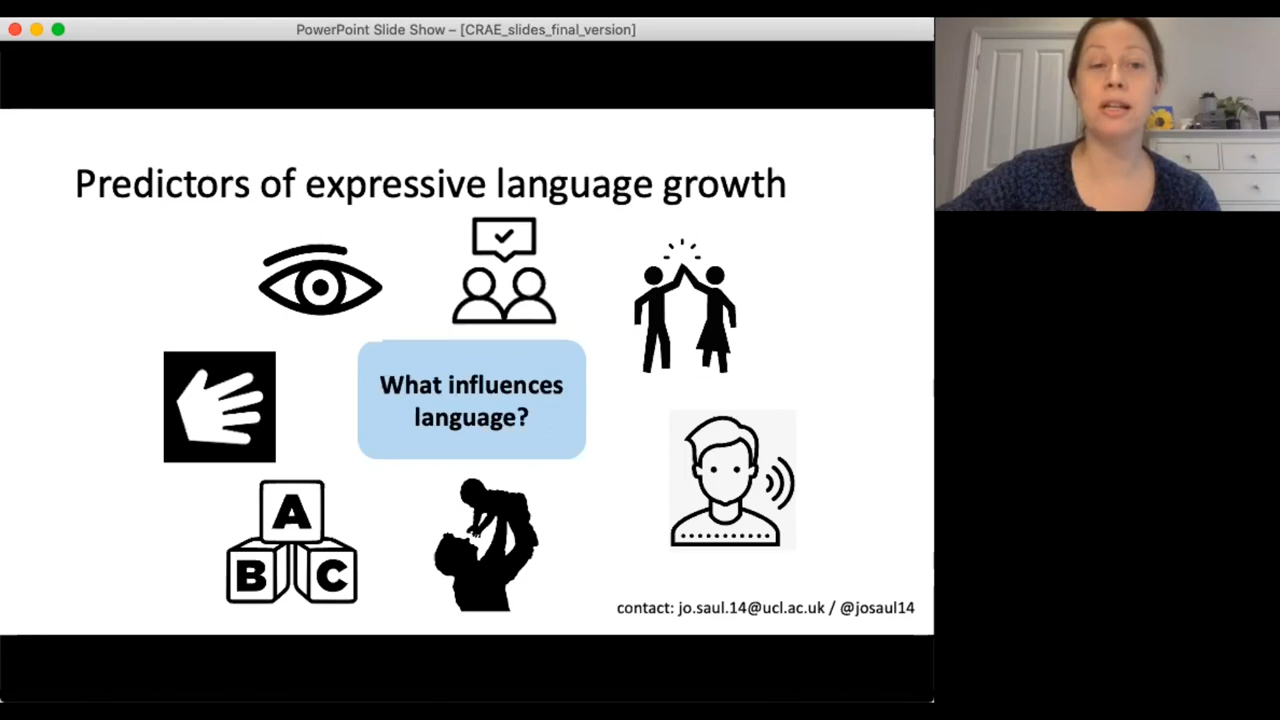 PowerPoint Slide Show – [CRAE_slides_final_version]
Predictors of expressive language growth
What influences
language?
A
B C
contact: jo.saul.14@ucl.ac.uk / @josaul14